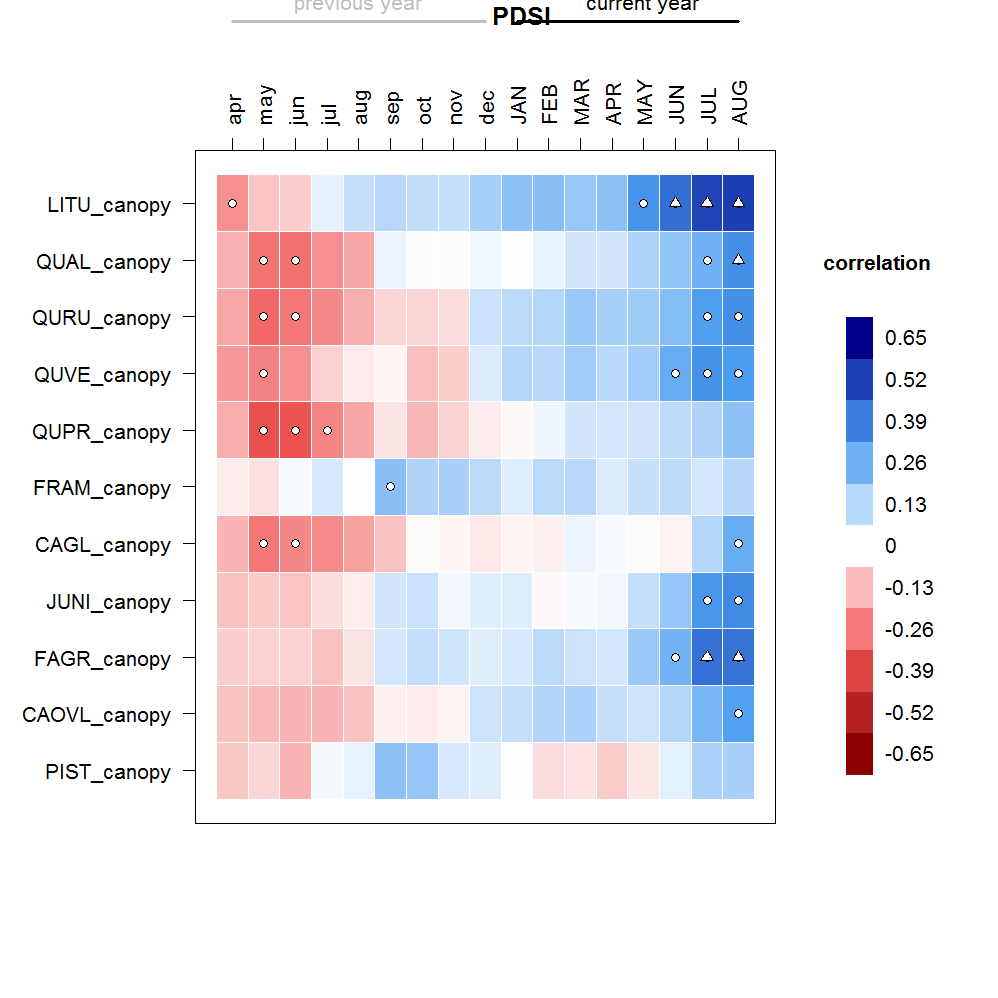 previous year
current year
PDSI
apr
may
jun
jul
aug
sep
oct
nov
dec
JAN
FEB
MAR
APR
MAY
JUN
JUL
AUG
LITU_canopy
QUAL_canopy
QURU_canopy
QUVE_canopy
QUPR_canopy
FRAM_canopy
CAGL_canopy
JUNI_canopy
FAGR_canopy
CAOVL_canopy
PIST_canopy
correlation
0.65
0.52
0.39
0.26
0.13
0
-0.13
-0.26
-0.39
-0.52
-0.65